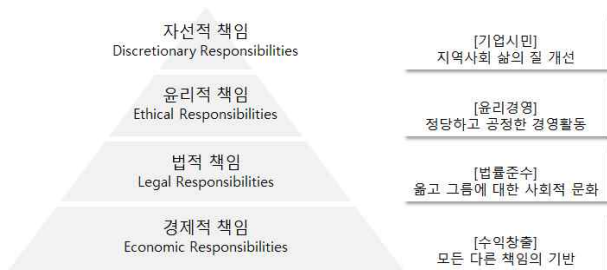 자선적 책임
Discretionary Responsibilities
[기업시민]
지역사회 삶의 질 개선
윤리적 책임
Ethical Responsibilities
[윤리경영]
정당하고 공정한 경영활동
법적 책임
Legal Responsibilities
[법률준수]
옳고 그름에 대한 사회적 문화
경제적 책임
Economic Responsibilities
[수익창출]
모든 다른 책임의 기반